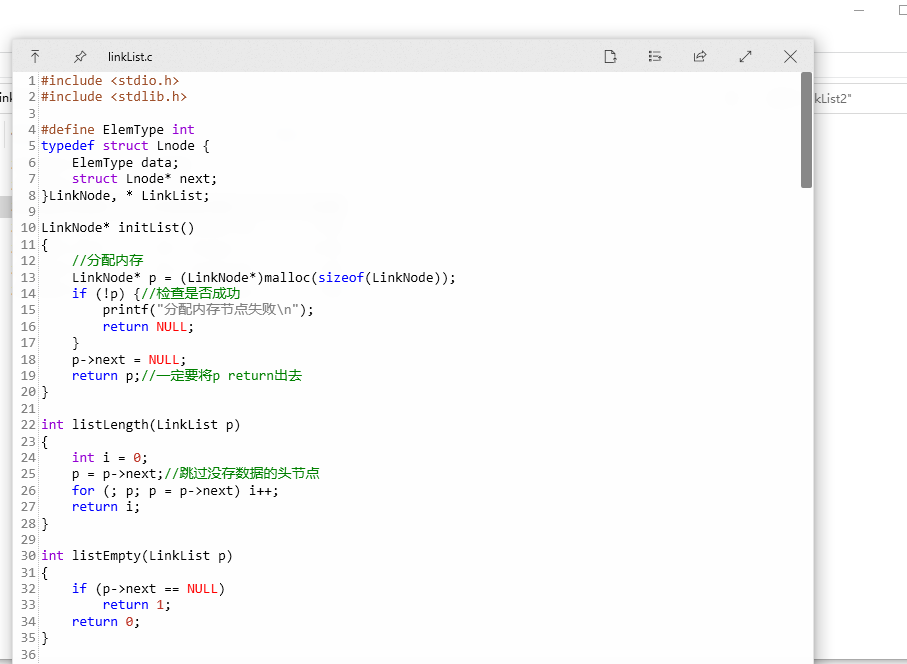 linkList.c
kList2"
1 #include <stdio.h>
2 #include <stdlib.h>
3
4 #define ElemType int
5 typedef struct Lnode {
6     ElemType data;
7     struct Lnode* next;
8 }LinkNode, * LinkList;
9
10 LinkNode* initList()
11 {
12     //分配内存
13     LinkNode* p = (LinkNode*)malloc(sizeof(LinkNode));
14     if (!p) {//检查是否成功
15         printf("分配内存节点失败\n");
16         return NULL;
17     }
18     p->next = NULL;
19     return p;//一定要将p return出去
20 }
21
22 int listLength(LinkList p)
23 {
24     int i = 0;
25     p = p->next;//跳过没存数据的头节点
26     for (; p; p = p->next) i++;
27     return i;
28 }
29
30 int listEmpty(LinkList p)
31 {
32     if (p->next == NULL)
33         return 1;
34     return 0;
35 }
36